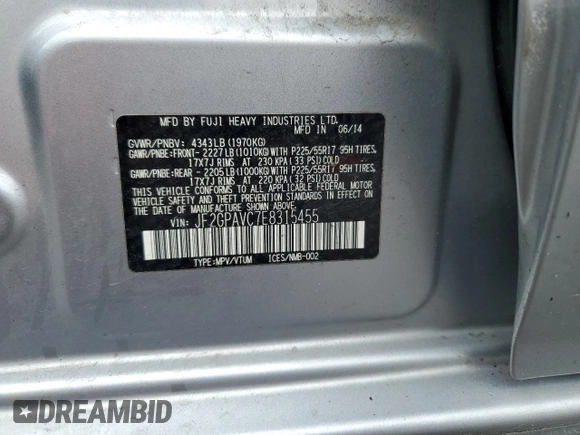 MFD BY FUJI HEAVY INDUSTRIES LTD.
MFD IN 06/14
GVWR/PNBV: 4343LB(1970KG)
GAWR/PNBE:FRONT- 2227LB(1010KG)WITH P225/55R17 95H TIRES,
17X7J RIMS AT 230 KPA(33 PSI)COLD
GAWR/PNBE:REAR - 2205LB(1000KG)WITH P225/55R17 95H TIRES,
17X7J RIMS AT 220 KPA(32 PSI)COLD
THIS VEHICLE CONFORMS TO ALL APPLICABLE
FEDERAL MOTOR VEHICLE SAFETY, BUMPER,
AND THEFT PREVENTION STANDARDS IN EFFECT
ON THE DATE OF MANUFACTURE SHOWN ABOVE.
VIN: JF2GPAVC7E8315455
TYPE:MPV/VTUM ICES/NMB-002
DREAMBID